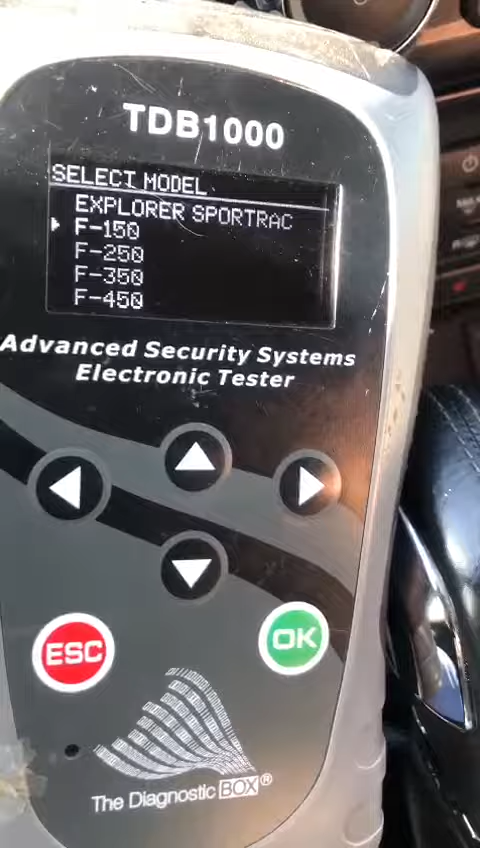 TDB1000
SELECT MODEL
EXPLORER SPORTRAC
F-150
F-250
F-350
F-450
Advanced Security Systems
Electronic Tester
ESC
OK
The Diagnostic BOX®